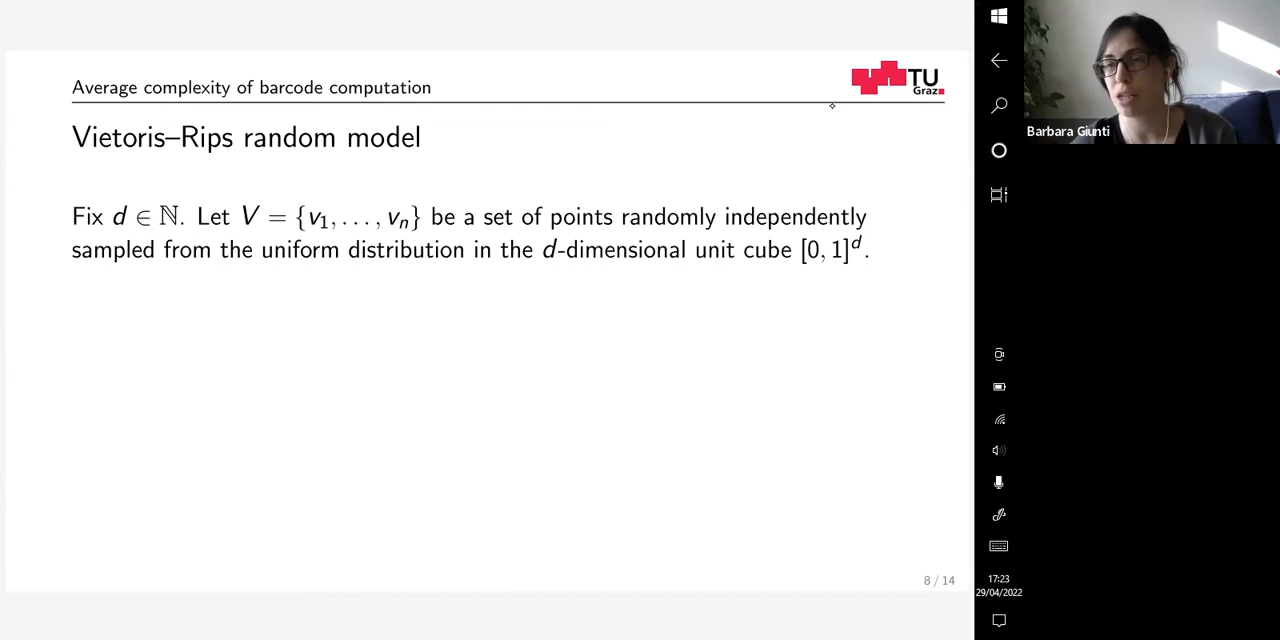 Average complexity of barcode computation
TU
Graz
Vietoris–Rips random model
Fix d ∈ ℕ. Let V = {v₁, . . . , vₙ} be a set of points randomly independently
sampled from the uniform distribution in the d-dimensional unit cube [0, 1]ᵈ.
8 / 14
Barbara Giunti
17:23
29/04/2022